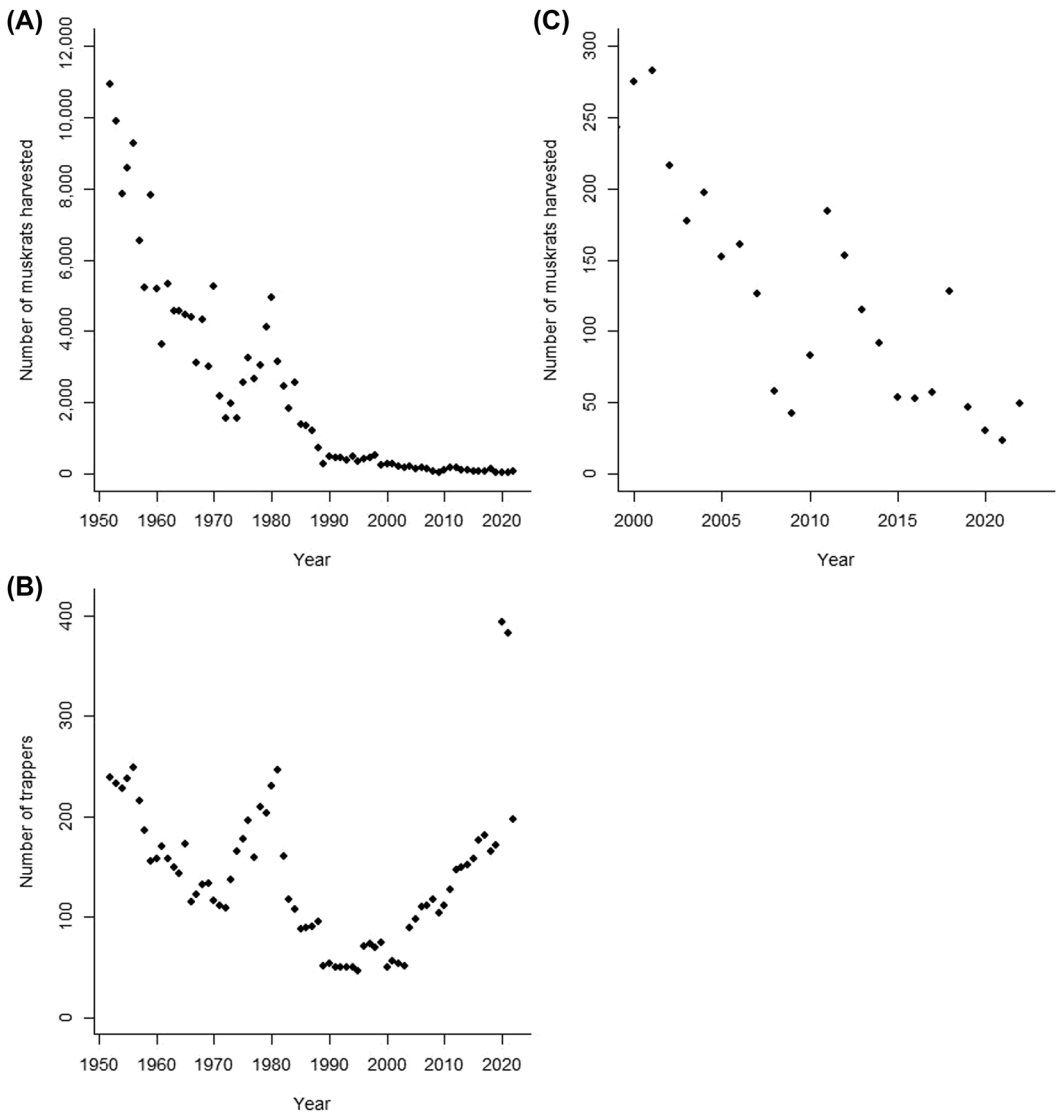 (A)
Number of muskrats harvested
12,000
10,000
8,000
6,000
4,000
2,000
0
1950 1960 1970 1980 1990 2000 2010 2020
Year
(C)
Number of muskrats harvested
300
250
200
150
100
50
0
2000 2005 2010 2015 2020
Year
(B)
Number of trappers
400
300
200
100
0
1950 1960 1970 1980 1990 2000 2010 2020
Year